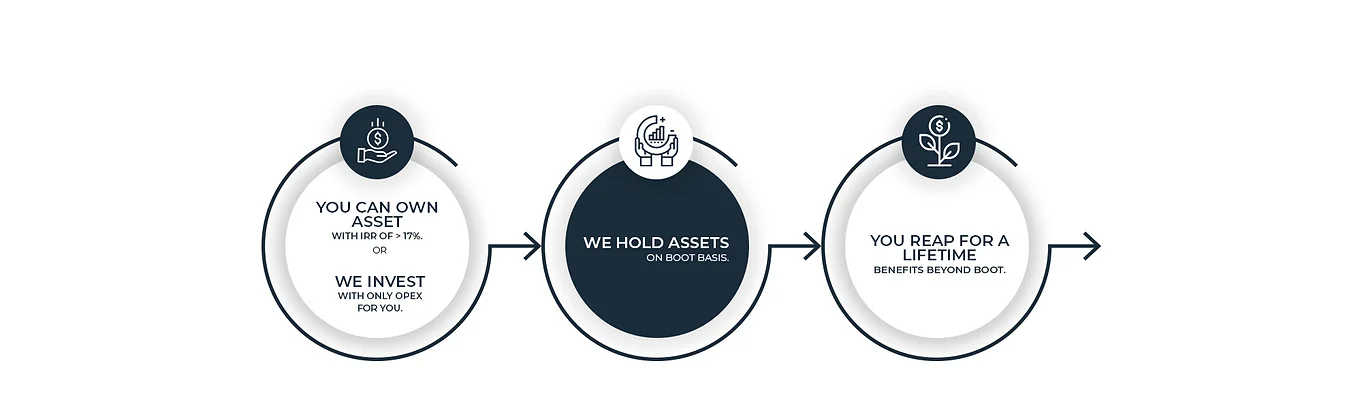 YOU CAN OWN
ASSET
WITH IRR OF > 17%.
OR
WE INVEST
WITH ONLY OPEX
FOR YOU.
WE HOLD ASSETS
ON BOOT BASIS.
YOU REAP FOR A
LIFETIME
BENEFITS BEYOND BOOT.